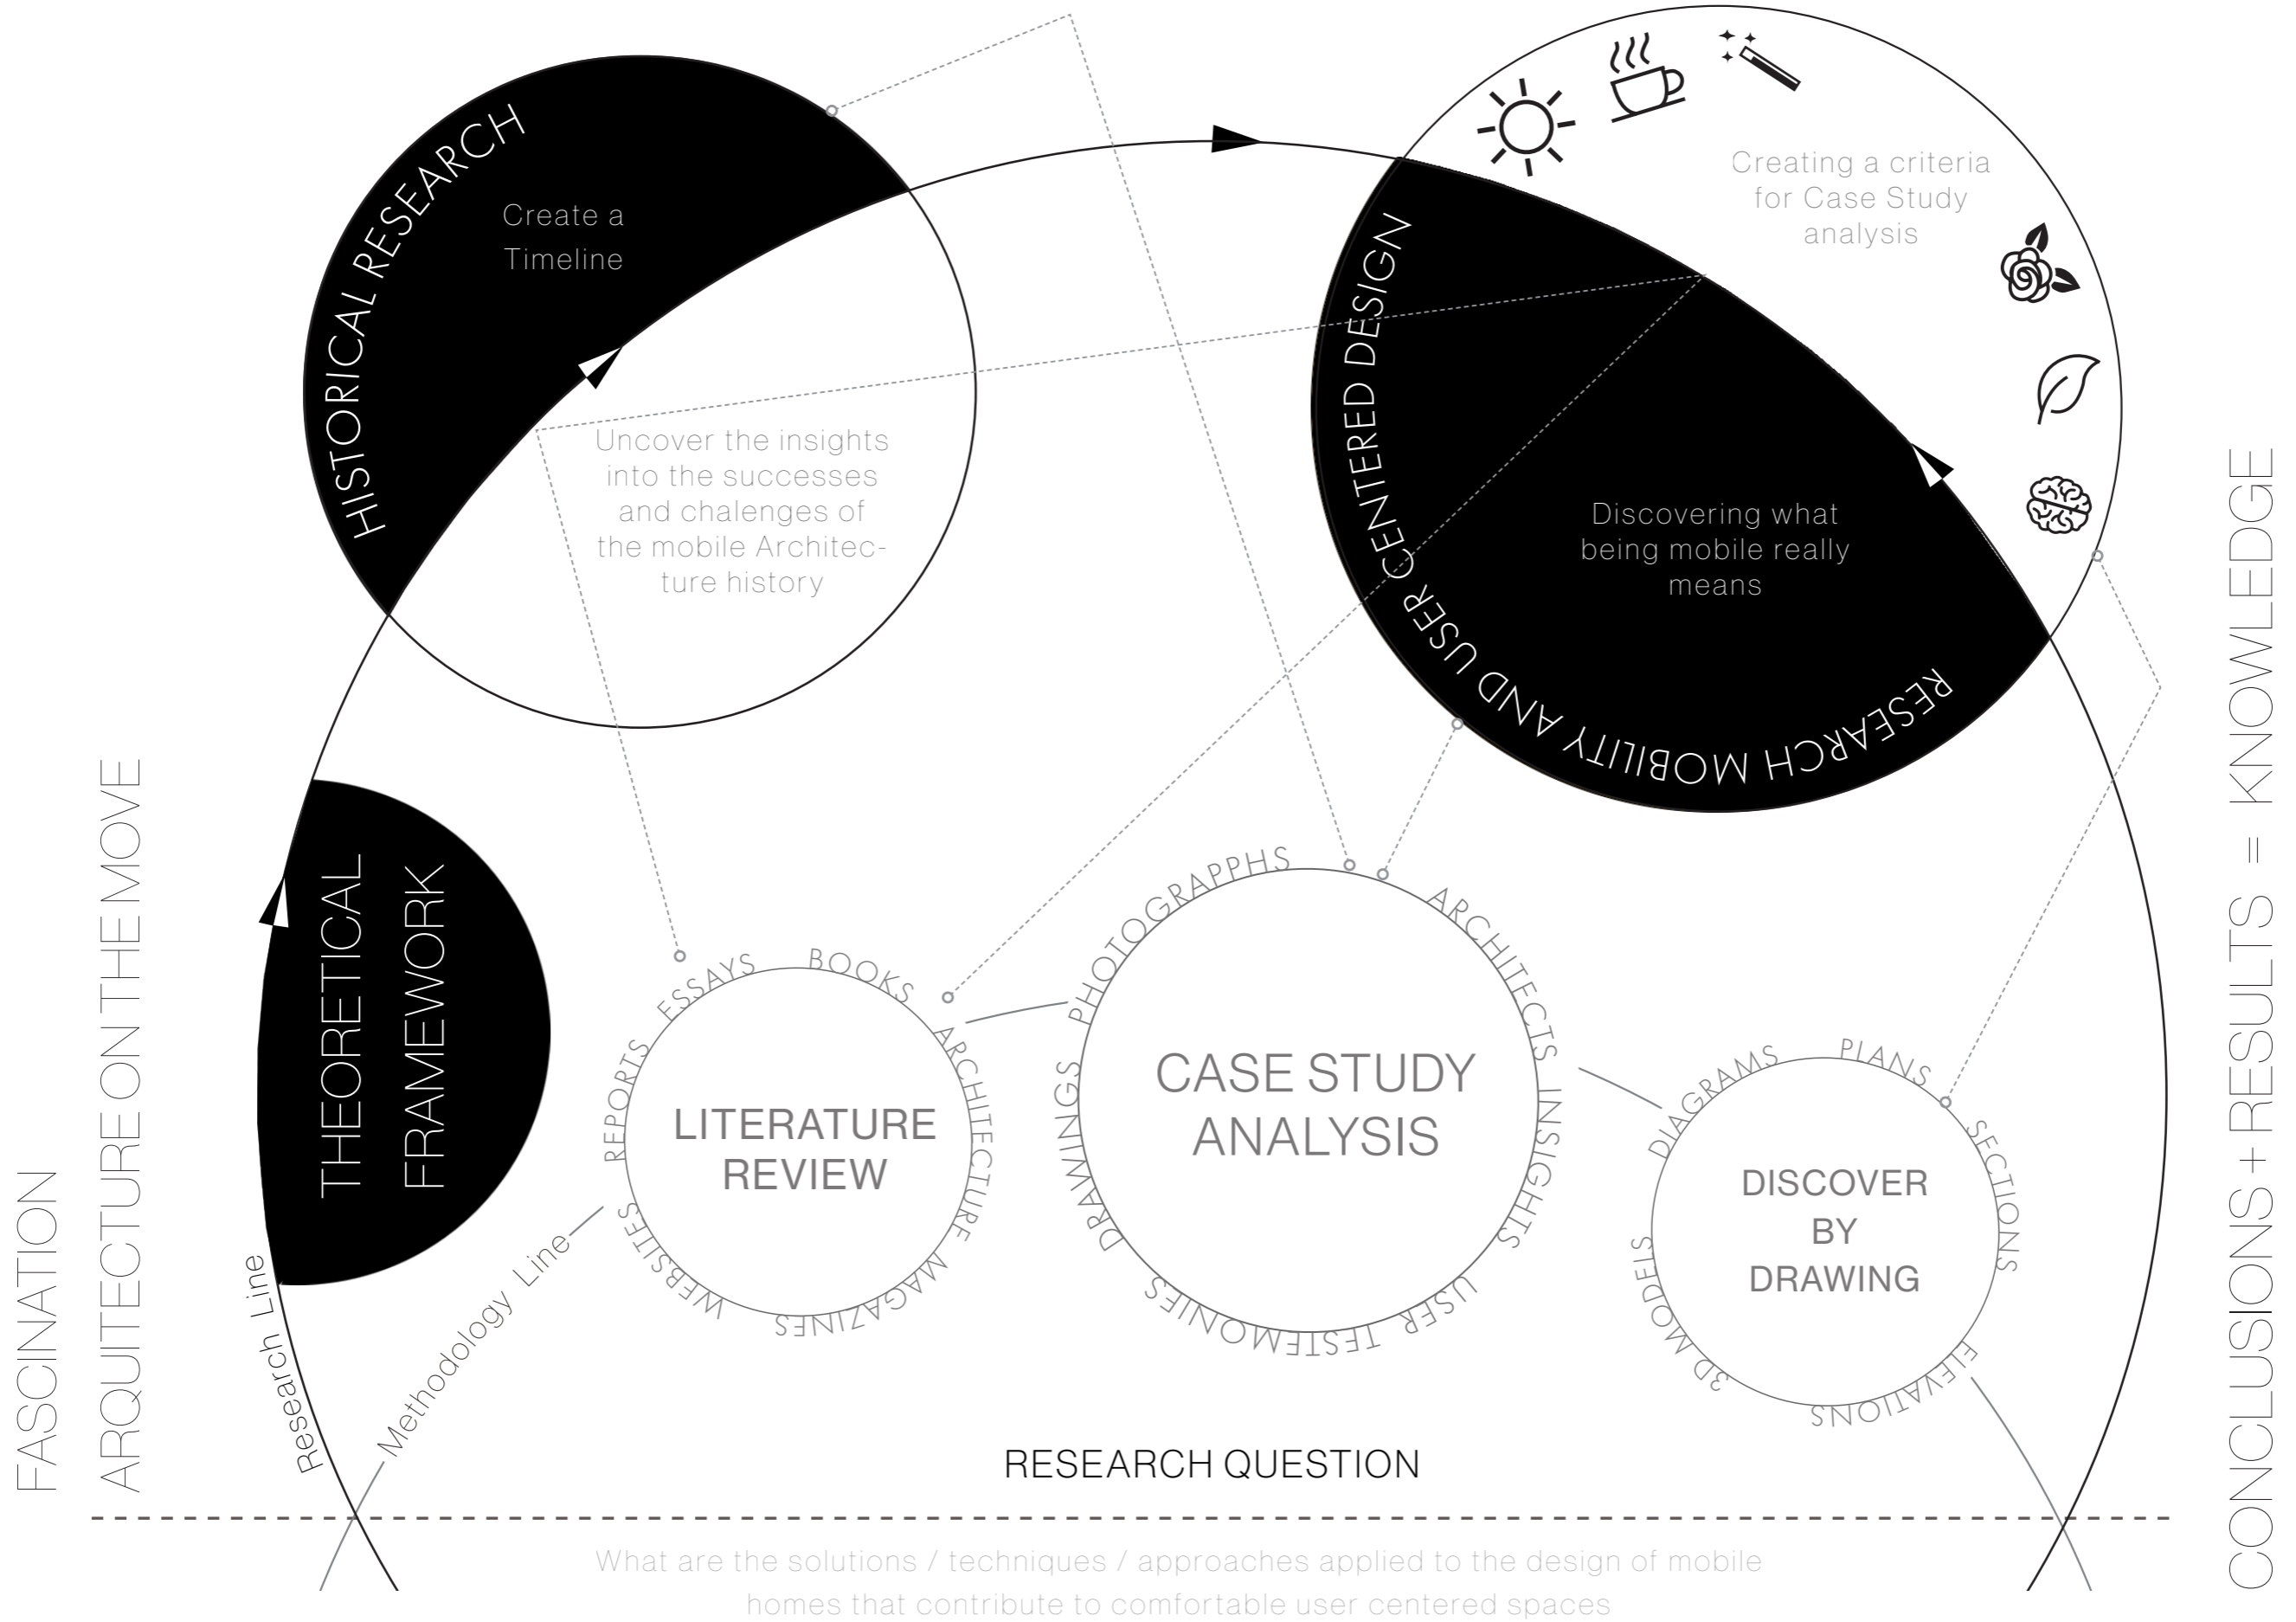 FASCINATION
ARQUITECTURE ON THE MOVE
Research Line
Methodology Line
THEORETICAL
FRAMEWORK
HISTORICAL RESEARCH
Create a
Timeline
Uncover the insights
into the successes
and chalenges of
the mobile Architec-
ture history
RESEARCH MOBILITY AND USER CENTERED DESIGN
Creating a criteria
for Case Study
analysis
Discovering what
being mobile really
means
LITERATURE
REVIEW
WEBSITES
REPORTS
ESSAYS
BOOKS
ARCHITECTURE MAGAZINES
CASE STUDY
ANALYSIS
DRAWINGS
PHOTOGRAPPHS
ARCHITECTS INSIGHTS
USER TESTEMONIES
DISCOVER
BY
DRAWING
3D MODELS
DIAGRAMS
PLANS
SECTIONS
ElEVATIONS
RESEARCH QUESTION
What are the solutions / techniques / approaches applied to the design of mobile
homes that contribute to comfortable user centered spaces
CONCLUSIONS + RESULTS = KNOWLEDGE